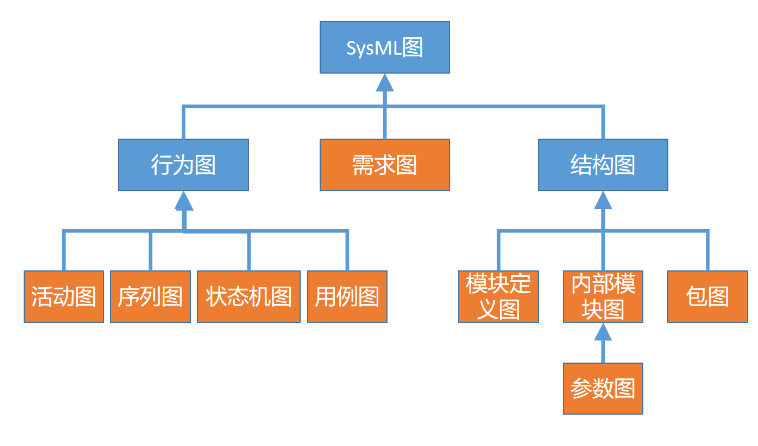 SysML图
行为图
需求图
结构图
活动图
序列图
状态机图
用例图
模块定
义图
内部模
块图
包图
参数图